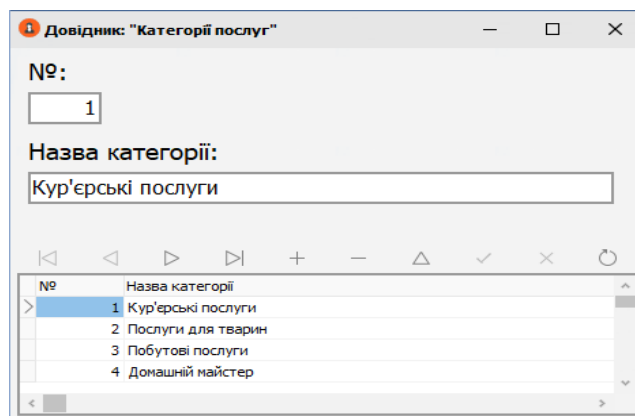 Довідник: "Категорії послуг"
№:
1
Назва категорії:
Кур'єрські послуги
№ Назва категорії
1 Кур'єрські послуги
2 Послуги для тварин
3 Побутові послуги
4 Домашній майстер